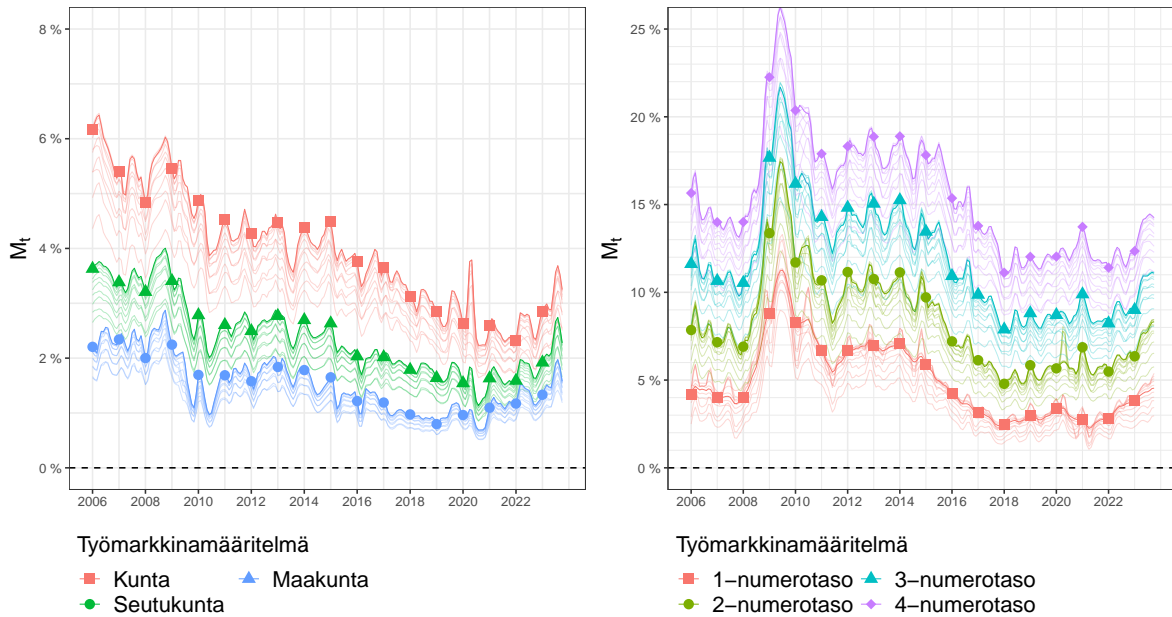 8 %
6 %
4 %
2 %
0 %
M_t
2006 2008 2010 2012 2014 2016 2018 2020 2022
Työmarkkinamääritelmä
Kunta
Maakunta
Seutukunta
25 %
20 %
15 %
10 %
5 %
0 %
M_t
2006 2008 2010 2012 2014 2016 2018 2020 2022
Työmarkkinamääritelmä
1−numerotaso
3−numerotaso
2−numerotaso
4−numerotaso